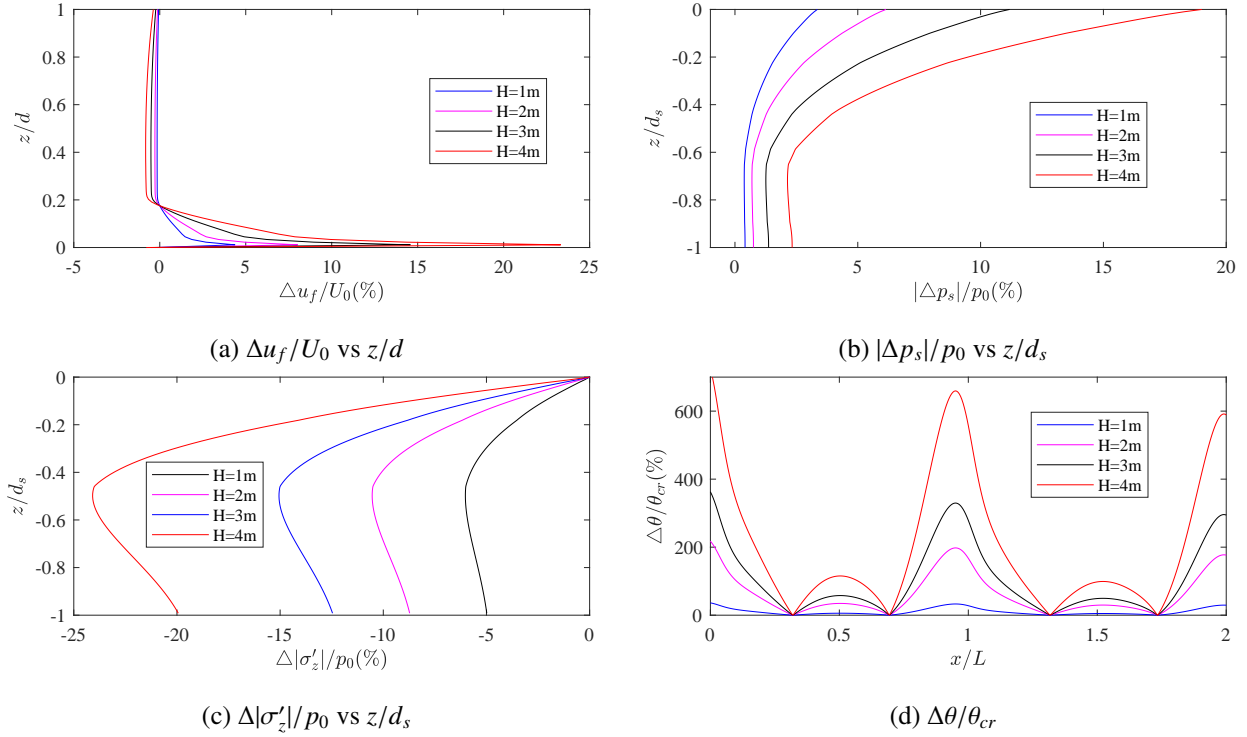 1
0.8
0.6
0.4
0.2
0
z/d
-5 0 5 10 15 20 25
△u_f/U_0(%)
H=1m
H=2m
H=3m
H=4m
(a) Δu_f/U_0 vs z/d
0
-0.2
-0.4
-0.6
-0.8
-1
z/d_s
0 5 10 15 20
|△p_s|/p_0(%)
H=1m
H=2m
H=3m
H=4m
(b) |Δp_s|/p_0 vs z/d_s
0
-0.2
-0.4
-0.6
-0.8
-1
z/d_s
-25 -20 -15 -10 -5 0
△|σ′_z|/p_0(%)
H=1m
H=2m
H=3m
H=4m
(c) Δ|σ′_z|/p_0 vs z/d_s
600
400
200
0
△θ/θ_cr(%)
0 0.5 1 1.5 2
x/L
H=1m
H=2m
H=3m
H=4m
(d) Δθ/θ_cr